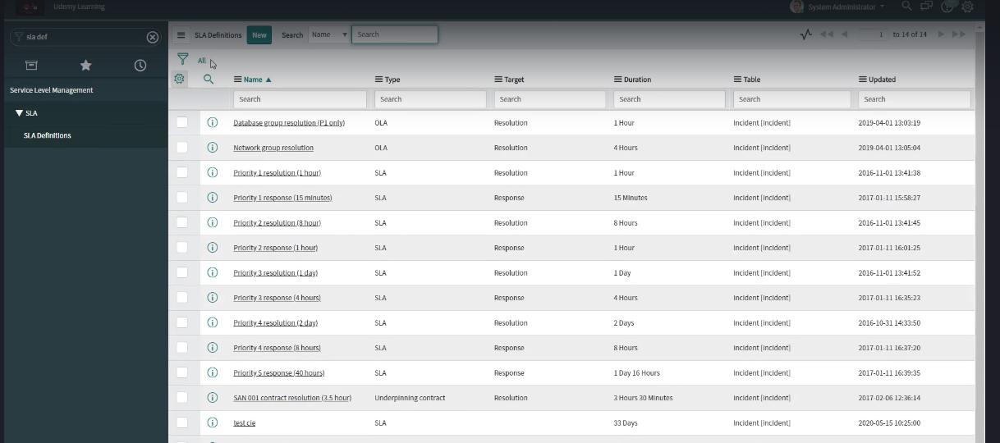 Udemy Learning
System Administrator
sla def
SLA Definitions New Search Name Search 1 to 14 of 14
All
Name Type Target Duration Table Updated
Service Level Management
Search Search Search Search Search Search
SLA
SLA Definitions
Database group resolution (P1 only) OLA Resolution 1 Hour Incident [incident] 2019-04-01 13:03:19
Network group resolution OLA Resolution 4 Hours Incident [incident] 2019-04-01 13:05:04
Priority 1 resolution (1 hour) SLA Resolution 1 Hour Incident [incident] 2016-11-01 13:41:38
Priority 1 response (15 minutes) SLA Response 15 Minutes Incident [incident] 2017-01-11 15:58:27
Priority 2 resolution (8 hour) SLA Resolution 8 Hours Incident [incident] 2016-11-01 13:41:45
Priority 2 response (1 hour) SLA Response 1 Hour Incident [incident] 2017-01-11 16:01:25
Priority 3 resolution (1 day) SLA Resolution 1 Day Incident [incident] 2016-11-01 13:41:52
Priority 3 response (4 hours) SLA Response 4 Hours Incident [incident] 2017-01-11 16:35:23
Priority 4 resolution (2 day) SLA Resolution 2 Days Incident [incident] 2016-10-31 14:33:50
Priority 4 response (8 hours) SLA Response 8 Hours Incident [incident] 2017-01-11 16:37:20
Priority 5 response (40 hours) SLA Response 1 Day 16 Hours Incident [incident] 2017-01-11 16:39:35
SAN 001 contract resolution (3.5 hour) Underpinning contract Resolution 3 Hours 30 Minutes Incident [incident] 2017-02-06 12:36:14
test cie SLA 33 Days Incident [incident] 2020-05-15 10:25:00